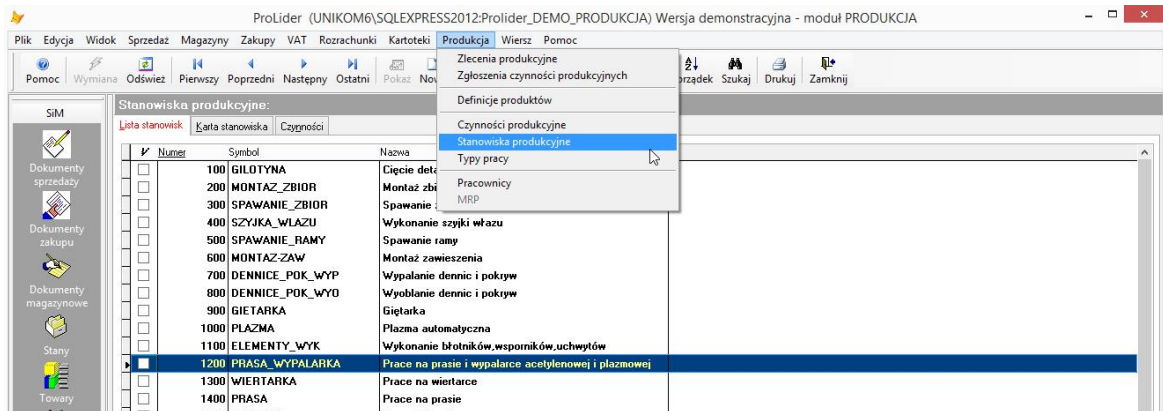 ProLider (UNIKOM6\SQLEXPRESS2012:Prolider_DEMO_PRODUKCJA) Wersja demonstracyjna - moduł PRODUKCJA
Plik Edycja Widok Sprzedaż Magazyny Zakupy VAT Rozrachunki Kartoteki Produkcja Wiersz Pomoc
Pomoc Wymiana Odśwież Pierwszy Poprzedni Następny Ostatni Pokaż Szukaj Drukuj Zamknij
Zlecenia produkcyjne
Zgłoszenia czynności produkcyjnych
Definicje produktów
Czynności produkcyjne
Stanowiska produkcyjne
Typy pracy
Pracownicy
MRP
SiM
Dokumenty sprzedaży
Dokumenty zakupu
Dokumenty magazynowe
Stany
Towary
Stanowiska produkcyjne:
Lista stanowisk Karta stanowiska Czynności
Numer Symbol Nazwa
100 GILOTYNA Cięcie
200 MONTAZ_ZBIOR Montaż
300 SPAWANIE_ZBIOR Spawanie
400 SZYJKA_WLAZU Wykonanie szyjki włazu
500 SPAWANIE_RAMY Spawanie ramy
600 MONTAZ-ZAW Montaż zawieszenia
700 DENNICE_POK_WYP Wypalanie dennic i pokryw
800 DENNICE_POK_WYO Wyoblanie dennic i pokryw
900 GIETARKA Giętarka
1000 PLAZMA Plazma automatyczna
1100 ELEMENTY_WYK Wykonanie błotników,wsporników,uchwytów
1200 PRASA_WYPALARKA Prace na prasie i wypalarce acetylenowej i plazmowej
1300 WIERTARKA Prace na wiertarce
1400 PRASA Prace na prasie